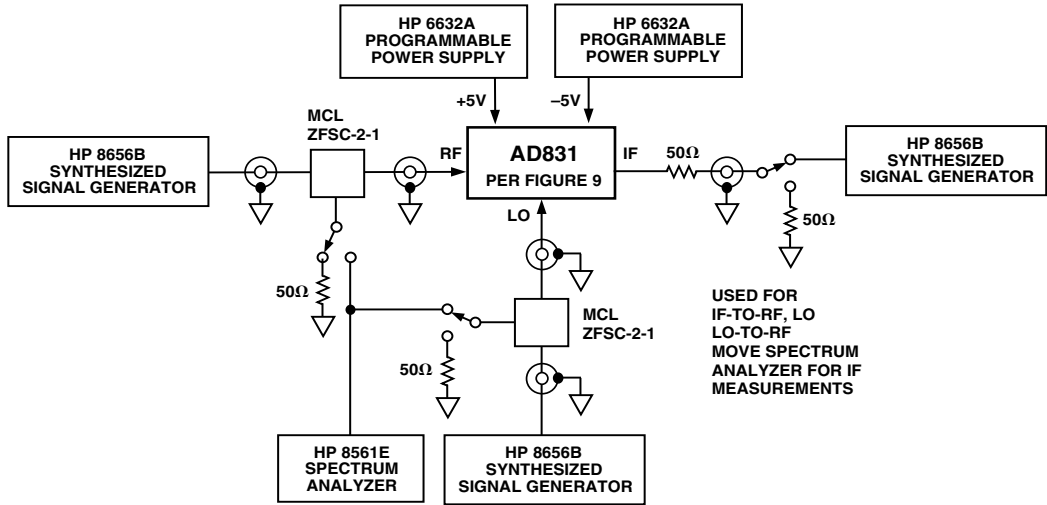 HP 6632A
PROGRAMMABLE
POWER SUPPLY
HP 6632A
PROGRAMMABLE
POWER SUPPLY
+5V
–5V
MCL
ZFSC-2-1
HP 8656B
SYNTHESIZED
SIGNAL GENERATOR
RF
AD831
PER FIGURE 9
IF
LO
50Ω
HP 8656B
SYNTHESIZED
SIGNAL GENERATOR
50Ω
50Ω
MCL
ZFSC-2-1
50Ω
USED FOR
IF-TO-RF, LO
LO-TO-RF
MOVE SPECTRUM
ANALYZER FOR IF
MEASUREMENTS
HP 8561E
SPECTRUM
ANALYZER
HP 8656B
SYNTHESIZED
SIGNAL GENERATOR